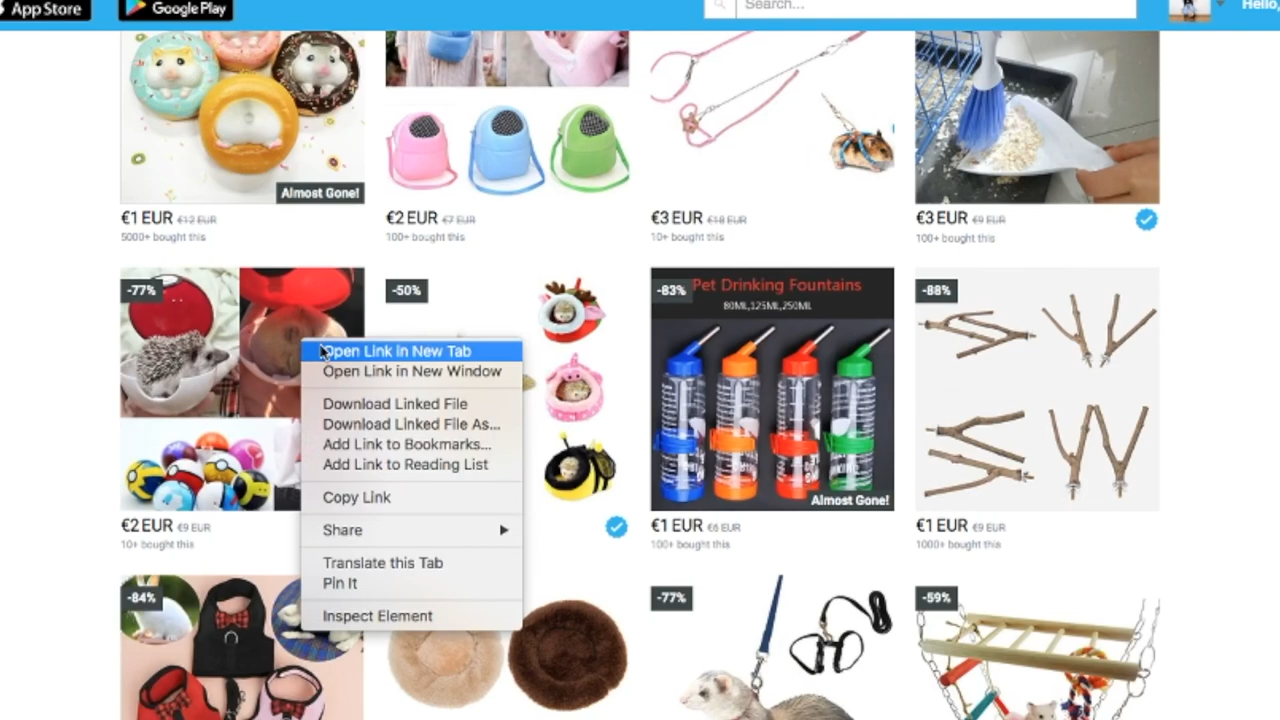 App Store
Google Play
Search...
Hello,
Almost Gone!
€1 EUR €12 EUR
5000+ bought this
€2 EUR €7 EUR
100+ bought this
€3 EUR €18 EUR
10+ bought this
€3 EUR €9 EUR
100+ bought this
-77%
-50%
-83%
Pet Drinking Fountains
80ML,125ML,250ML
Almost Gone!
-88%
€2 EUR €9 EUR
10+ bought this
Open Link in New Tab
Open Link in New Window
Download Linked File
Download Linked File As...
Add Link to Bookmarks...
Add Link to Reading List
Copy Link
Share
Translate this Tab
Pin It
Inspect Element
€1 EUR €6 EUR
100+ bought this
€1 EUR €9 EUR
1000+ bought this
-84%
-77%
-59%